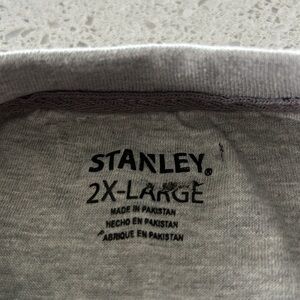 STANLEY®
2X-LARGE
MADE IN PAKISTAN
HECHO EN PAKISTAN
FABRIQUE EN PAKISTAN